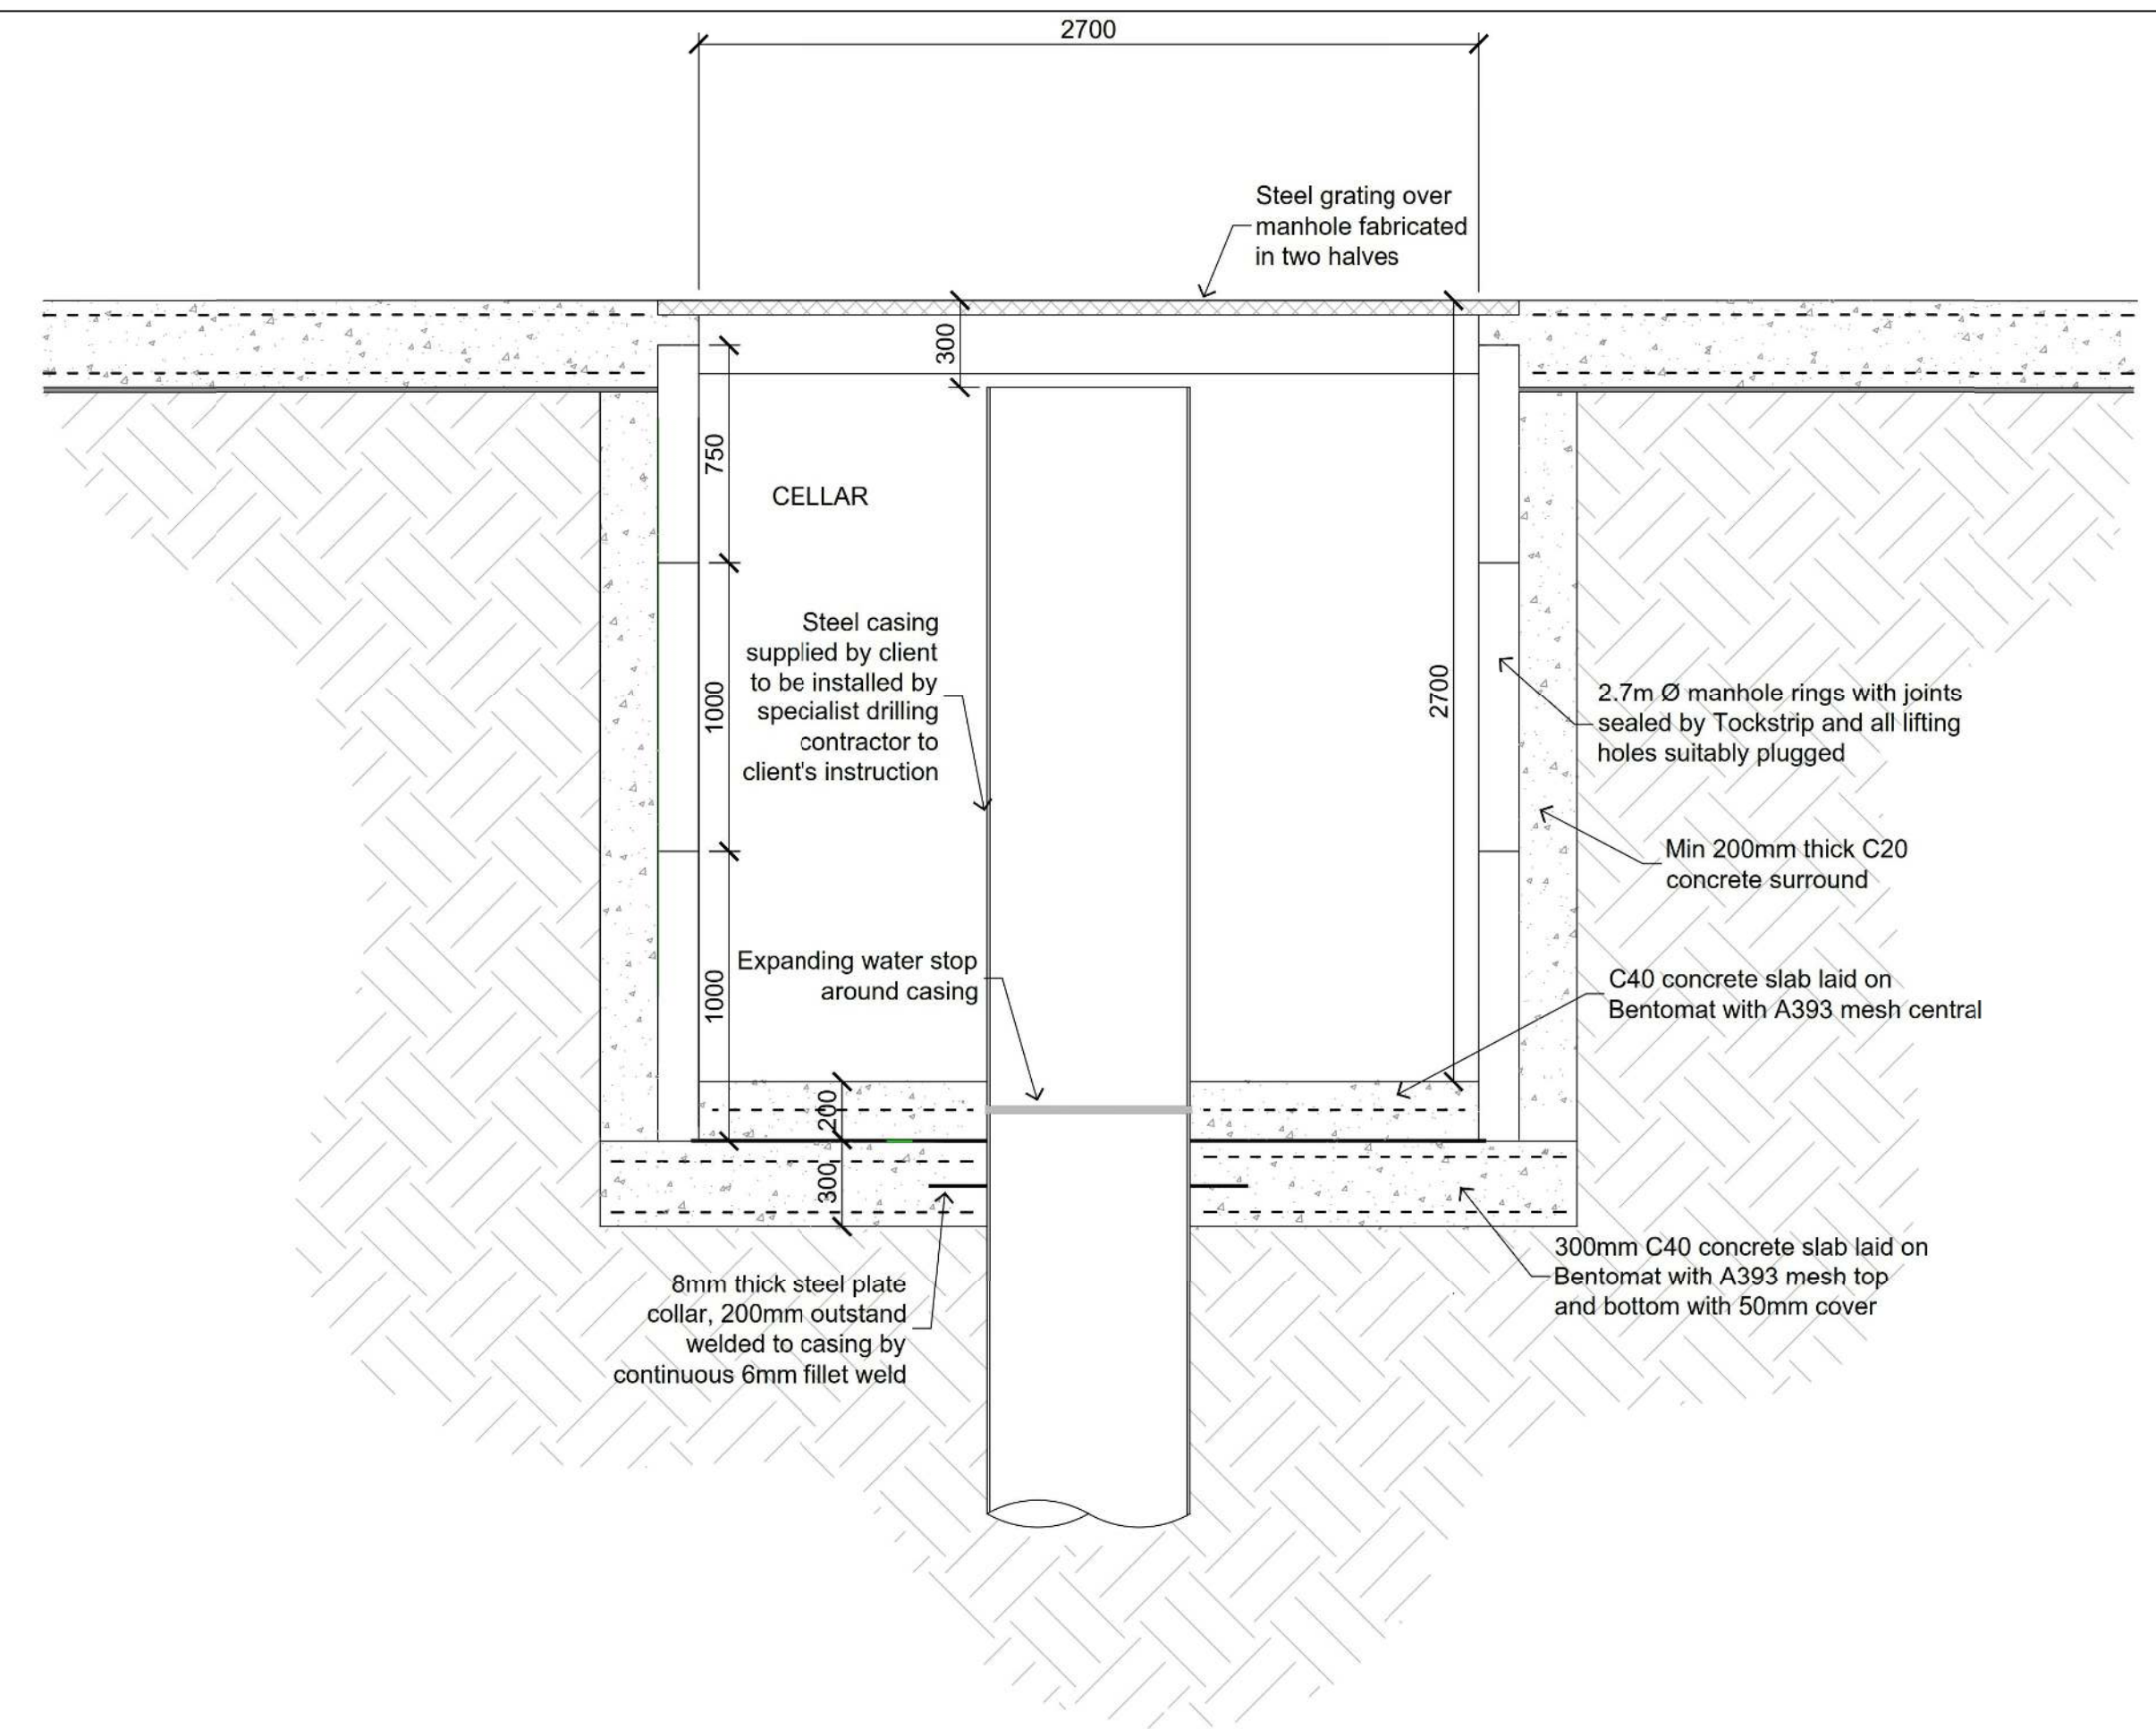 2700
Steel grating over
manhole fabricated
in two halves
300
750
CELLAR
Steel casing
supplied by client
to be installed by
specialist drilling
contractor to
client's instruction
1000
2700
2.7m Ø manhole rings with joints
sealed by Tockstrip and all lifting
holes suitably plugged
Min 200mm thick C20
concrete surround
Expanding water stop
around casing
1000
C40 concrete slab laid on
Bentomat with A393 mesh central
200
300
300mm C40 concrete slab laid on
Bentomat with A393 mesh top
and bottom with 50mm cover
8mm thick steel plate
collar, 200mm outstand
welded to casing by
continuous 6mm fillet weld